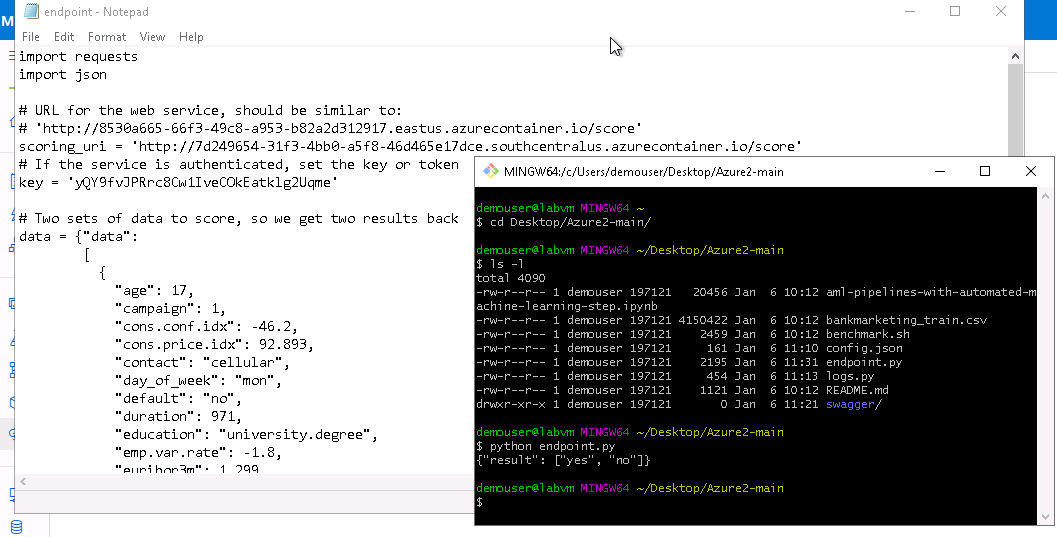 M
endpoint - Notepad
File Edit Format View Help
import requests
import json
# URL for the web service, should be similar to:
# 'http://8530a665-66f3-49c8-a953-b82a2d312917.eastus.azurecontainer.io/score'
scoring_uri = 'http://7d249654-31f3-4bb0-a5f8-46d465e17dce.southcentralus.azurecontainer.io/score'
# If the service is authenticated, set the key or token
key = 'yQY9fvJPRrc8Cw1IveCOkEatklg2Uqme'
# Two sets of data to score, so we get two results back
data = {"data":
[
{
"age": 17,
"campaign": 1,
"cons.conf.idx": -46.2,
"cons.price.idx": 92.893,
"contact": "cellular",
"day_of_week": "mon",
"default": "no",
"duration": 971,
"education": "university.degree",
"emp.var.rate": -1.8,
"euribor3m": 1.299,
MINGW64:/c/Users/demouser/Desktop/Azure2-main
demouser@labvm MINGW64 ~
$ cd Desktop/Azure2-main/
demouser@labvm MINGW64 ~/Desktop/Azure2-main
$ ls -l
total 4090
-rw-r--r-- 1 demouser 197121 20456 Jan 6 10:12 aml-pipelines-with-automated-m
achine-learning-step.ipynb
-rw-r--r-- 1 demouser 197121 4150422 Jan 6 10:12 bankmarketing_train.csv
-rw-r--r-- 1 demouser 197121 2459 Jan 6 10:12 benchmark.sh
-rw-r--r-- 1 demouser 197121 161 Jan 6 11:10 config.json
-rw-r--r-- 1 demouser 197121 2195 Jan 6 11:31 endpoint.py
-rw-r--r-- 1 demouser 197121 454 Jan 6 11:13 logs.py
-rw-r--r-- 1 demouser 197121 1121 Jan 6 10:12 README.md
drwxr-xr-x 1 demouser 197121 0 Jan 6 11:21 swagger/
demouser@labvm MINGW64 ~/Desktop/Azure2-main
$ python endpoint.py
{"result": ["yes", "no"]}
demouser@labvm MINGW64 ~/Desktop/Azure2-main
$